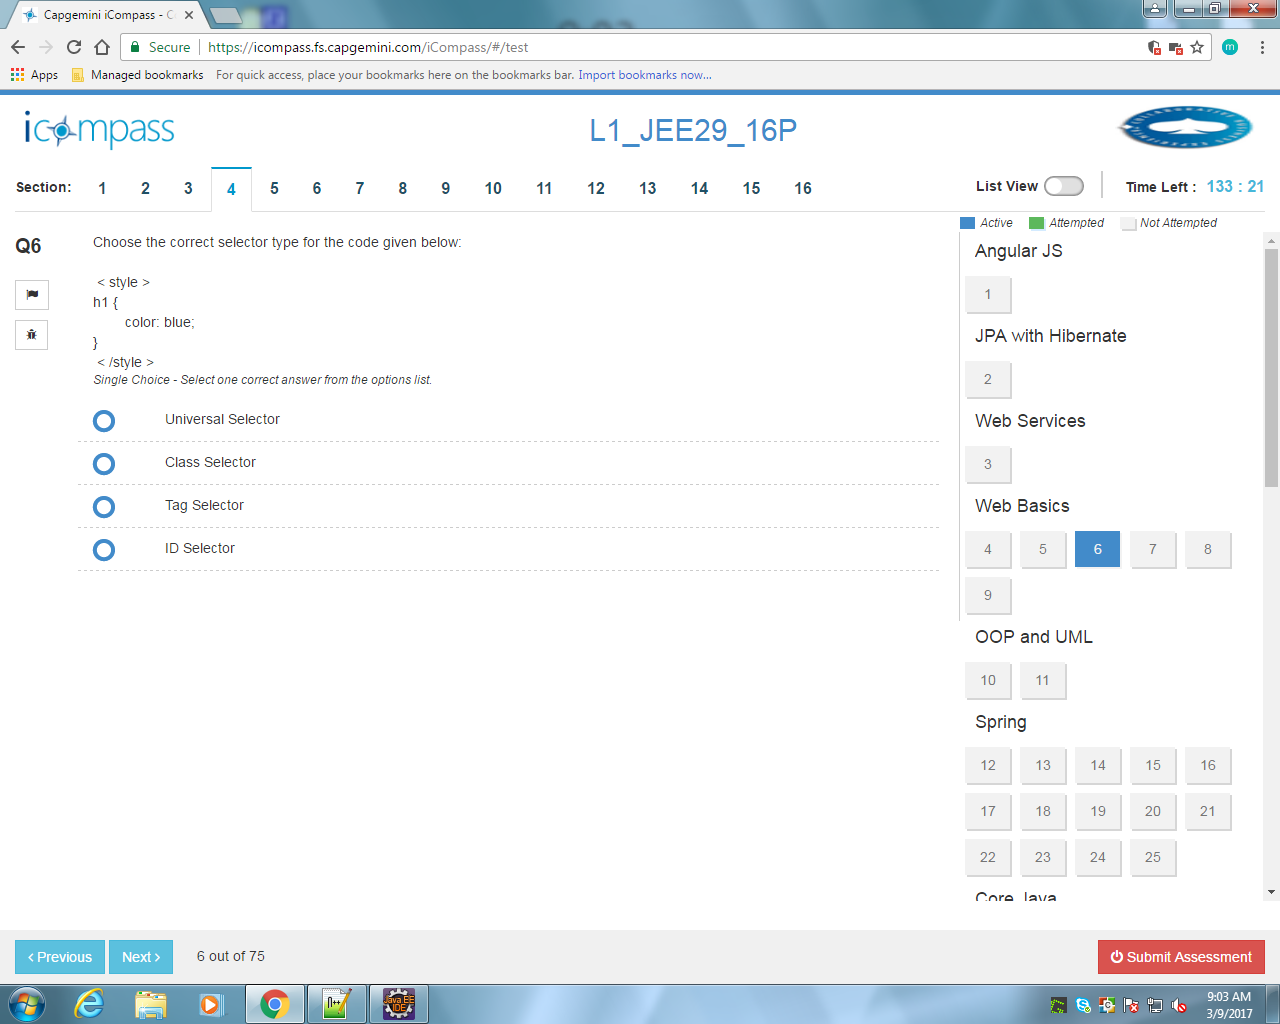 Capgemini iCompass - C
Secure
https://icompass.fs.capgemini.com/iCompass/#/test
m
Apps
Managed bookmarks
For quick access, place your bookmarks here on the bookmarks bar. Import bookmarks now...
icompass
L1_JEE29_16P
Section: 1 2 3 4 5 6 7 8 9 10 11 12 13 14 15 16
List View
Time Left : 133 : 21
Active Attempted Not Attempted
Q6
Choose the correct selector type for the code given below:
< style >
h1 {
color: blue;
}
< /style >
Single Choice - Select one correct answer from the options list.
Universal Selector
Class Selector
Tag Selector
ID Selector
Angular JS
1
JPA with Hibernate
2
Web Services
3
Web Basics
4 5 6 7 8
9
OOP and UML
10 11
Spring
12 13 14 15 16
17 18 19 20 21
22 23 24 25
Core Java
‹ Previous
Next ›
6 out of 75
Submit Assessment
Java EE
IDE
9:03 AM
3/9/2017